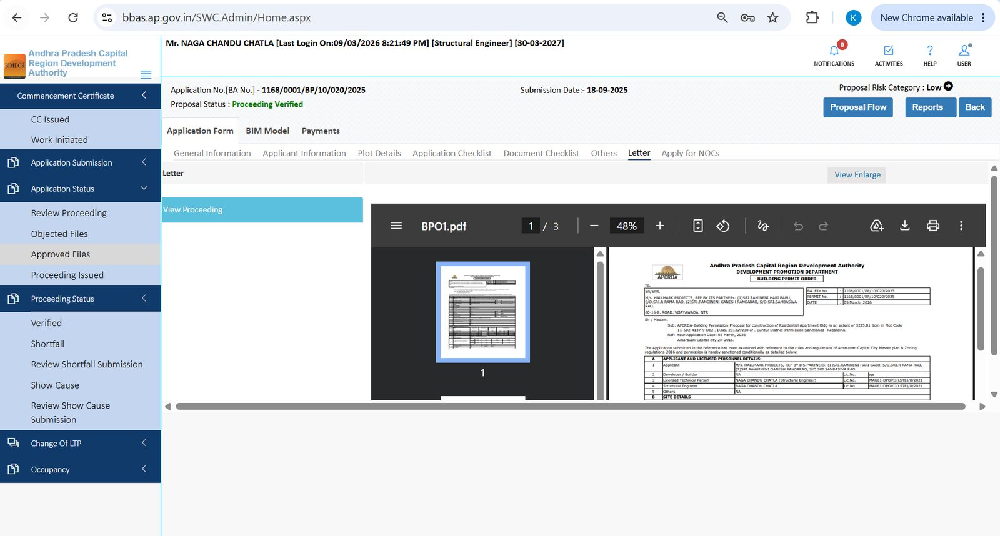 bbas.ap.gov.in/SWC.Admin/Home.aspx
K
New Chrome available
BIMDCR
Andhra Pradesh Capital
Region Development
Authority
Mr. NAGA CHANDU CHATLA [Last Login On:09/03/2026 8:21:49 PM] [Structural Engineer] [30-03-2027]
0
NOTIFICATIONS
ACTIVITIES
HELP
USER
Commencement Certificate
CC Issued
Work Initiated
Application Submission
Application Status
Review Proceeding
Objected Files
Approved Files
Proceeding Issued
Proceeding Status
Verified
Shortfall
Review Shortfall Submission
Show Cause
Review Show Cause
Submission
Change Of LTP
Occupancy
Application No.[BA No.] - 1168/0001/BP/10/020/2025
Submission Date:- 18-09-2025
Proposal Risk Category : Low
Proposal Status : Proceeding Verified
Proposal Flow
Reports
Back
Application Form
BIM Model
Payments
General Information
Applicant Information
Plot Details
Application Checklist
Document Checklist
Others
Letter
Apply for NOCs
Letter
View Enlarge
View Proceeding
BPO1.pdf
1 / 3
48%
1
APCRDA
Andhra Pradesh Capital Region Development Authority
DEVELOPMENT PROMOTION DEPARTMENT
BUILDING PERMIT ORDER
To,
Sri/Smt.
M/s. HALLMARK PROJECTS, REP BY ITS PARTNERs: (1)SRI.RAMINENI HARI BABU,
S/O.SRI.R RAMA RAO, (2)SRI.RANGINENI GANESH RANGARAO, S/O.SRI.SAMBASIVA
RAO.
60-16-8, ROAD, VIJAYAWADA, NTR
BA. File No. : 1168/0001/BP/10/020/2025
PERMIT No. : 1168/0001/BP/10/020/2025
DATE : 05 March, 2026
Sir / Madam,
Sub: APCRDA-Building Permission-Proposal for construction of Residential Apartment Bldg in an extent of 3235.81 Sqm in Plot Code
11-502-4137-9-D82 . D.No. 231229230 of . Guntur District-Permission Sanctioned- Regarding.
Ref: Your Application Date: 05 March, 2026
Amaravati Capital city ZR-2016.
The Application submitted in the reference has been examined with reference to the rules and regulations of Amaravati Capital City Master plan & Zoning
regulations-2016 and permission is hereby sanctioned conditionally as detailed below:
A APPLICANT AND LICENSED PERSONNEL DETAILS:
1 Applicant M/s. HALLMARK PROJECTS, REP BY ITS PARTNERs: (1)SRI.RAMINENI HARI BABU, S/O.SRI.R RAMA RAO,
(2)SRI.RANGINENI GANESH RANGARAO, S/O.SRI.SAMBASIVA RAO.
2 Developer / Builder NA Lic.No. NA
3 Licensed Technical Person NAGA CHANDU CHATLA (Structural Engineer) Lic.No. MAU61-DPOVIJ(LSTE)/8/2021
4 Structural Engineer NAGA CHANDU CHATLA Lic.No. MAU61-DPOVIJ(LSTE)/8/2021
5 Others NA
B SITE DETAILS